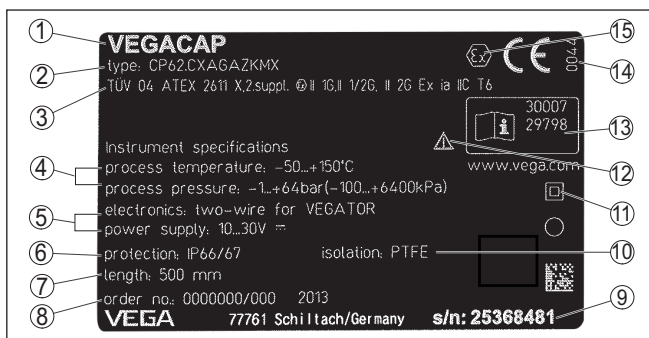 VEGACAP
type: CP62.CXAGAZKMX
TÜV 04 ATEX 2611 X,2.suppl. Ex II 1G,II 1/2G, II 2G Ex ia IIC T6
Ex CE 0044
30007
29798
i
www.vega.com
Instrument specifications
process temperature: -50...+150°C
process pressure: -1...+64bar(-100...+6400kPa)
electronics: two-wire for VEGATOR
power supply: 10...30V
protection: IP66/67 isolation: PTFE
length: 500 mm
order no.: 0000000/000 2013
VEGA 77761 Schiltach/Germany s/n: 25368481
1
2
3
4
5
6
7
8
15
14
13
12
11
10
9